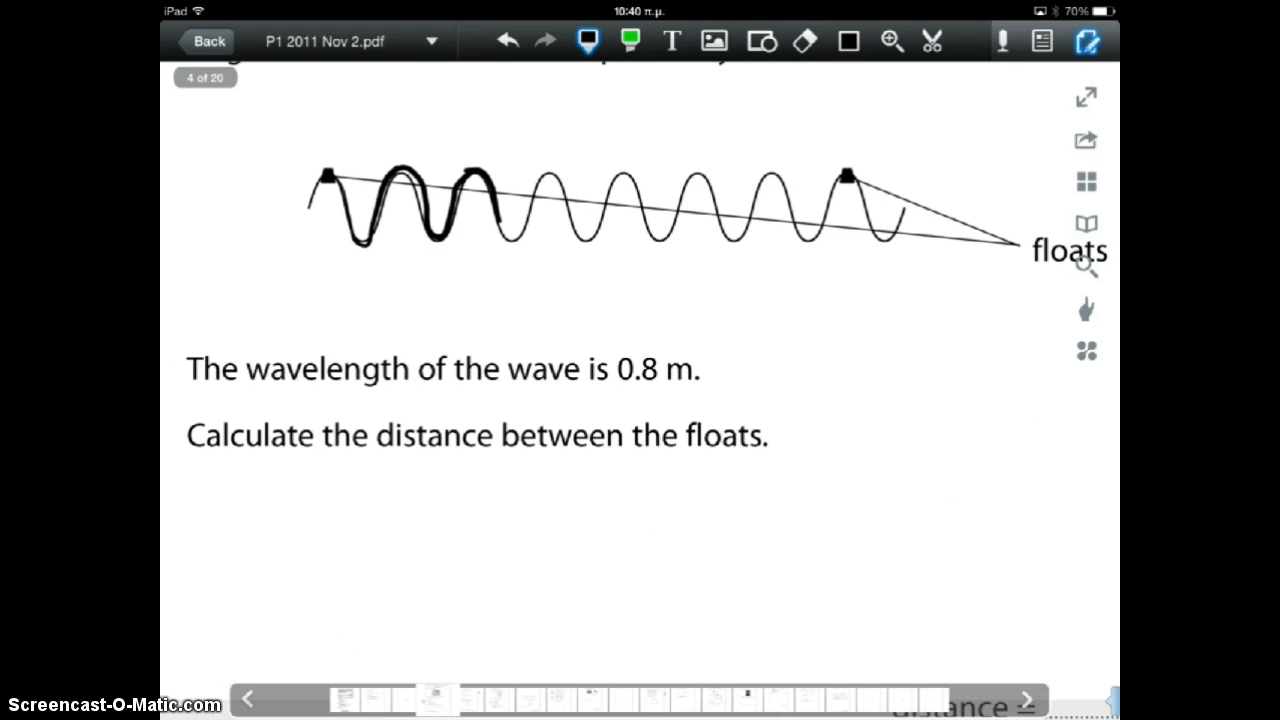 iPad 10:40 π.μ. 70%
Back P1 2011 Nov 2.pdf T
4 of 20
floats
The wavelength of the wave is 0.8 m.
Calculate the distance between the floats.
distance =
Screencast-O-Matic.com